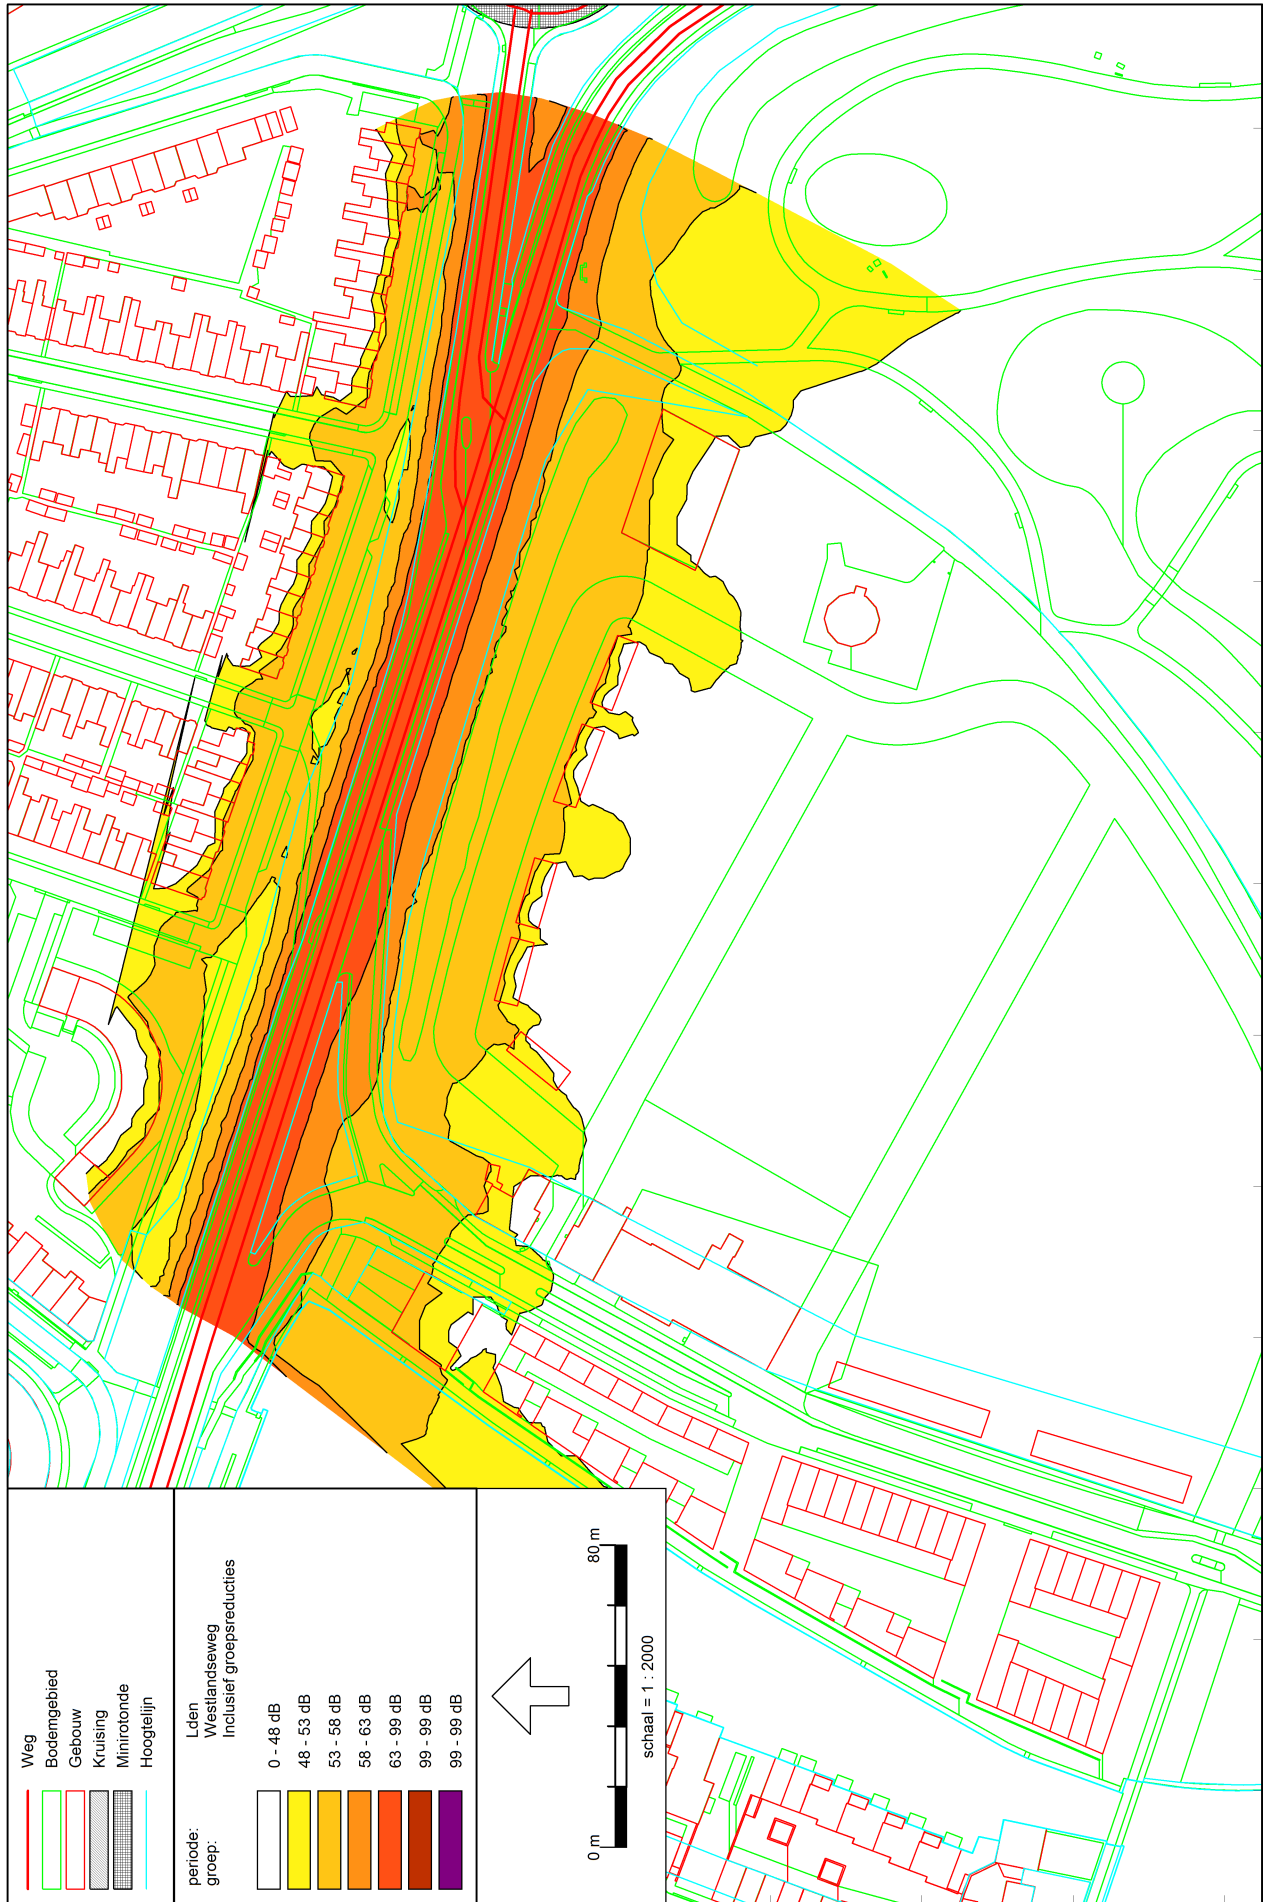 Weg
Bodemgebied
Gebouw
Kruising
Minirotonde
Hoogtelijn
periode: Lden
groep: Westlandseweg
Inclusief groepsreducties
0 - 48 dB
48 - 53 dB
53 - 58 dB
58 - 63 dB
63 - 99 dB
99 - 99 dB
99 - 99 dB
0 m 80 m
schaal = 1 : 2000